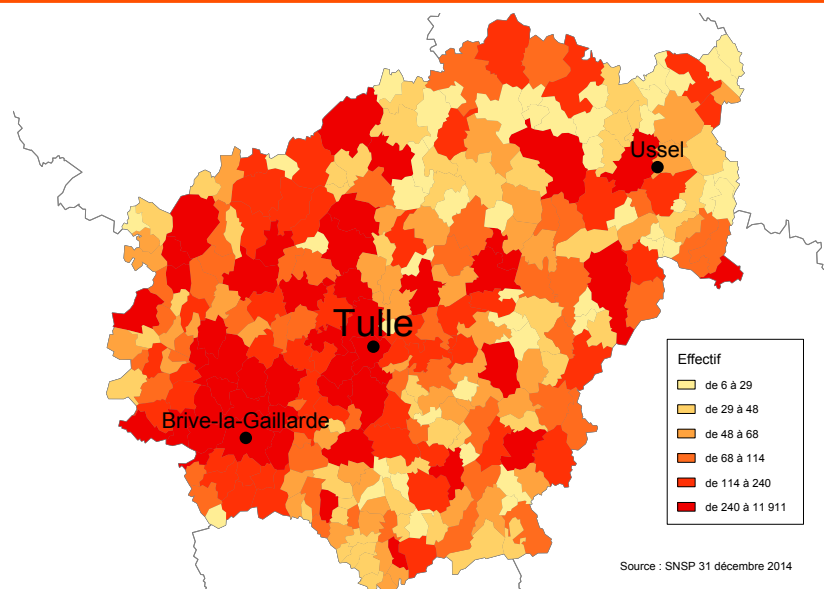 Ussel
Tulle
Brive-la-Gaillarde
Effectif
de 6 à 29
de 29 à 48
de 48 à 68
de 68 à 114
de 114 à 240
de 240 à 11 911
Source : SNSP 31 décembre 2014